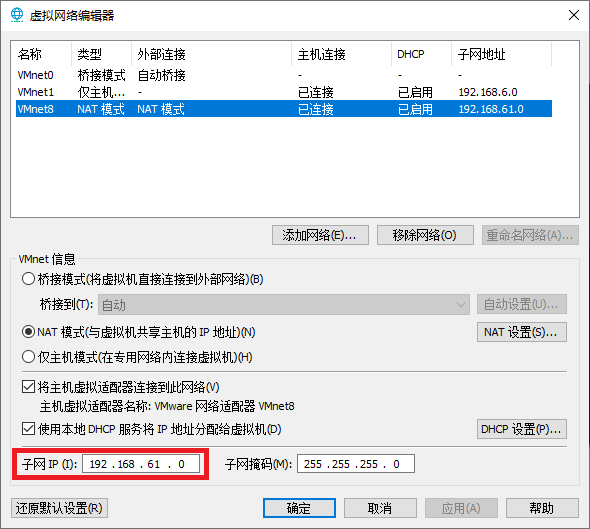 虚拟网络编辑器
名称 类型 外部连接 主机连接 DHCP 子网地址
VMnet0 桥接模式 自动桥接 - - -
VMnet1 仅主机... - 已连接 已启用 192.168.6.0
VMnet8 NAT 模式 NAT 模式 已连接 已启用 192.168.61.0
添加网络(E)... 移除网络(O) 重命名网络(A)...
VMnet 信息
桥接模式(将虚拟机直接连接到外部网络)(B)
桥接到(T): 自动 自动设置(U)...
NAT 模式(与虚拟机共享主机的 IP 地址)(N) NAT 设置(S)...
仅主机模式(在专用网络内连接虚拟机)(H)
将主机虚拟适配器连接到此网络(V)
主机虚拟适配器名称: VMware 网络适配器 VMnet8
使用本地 DHCP 服务将 IP 地址分配给虚拟机(D) DHCP 设置(P)...
子网 IP (I): 192 . 168 . 61 . 0 子网掩码(M): 255 . 255 . 255 . 0
还原默认设置(R) 确定 取消 应用(A) 帮助